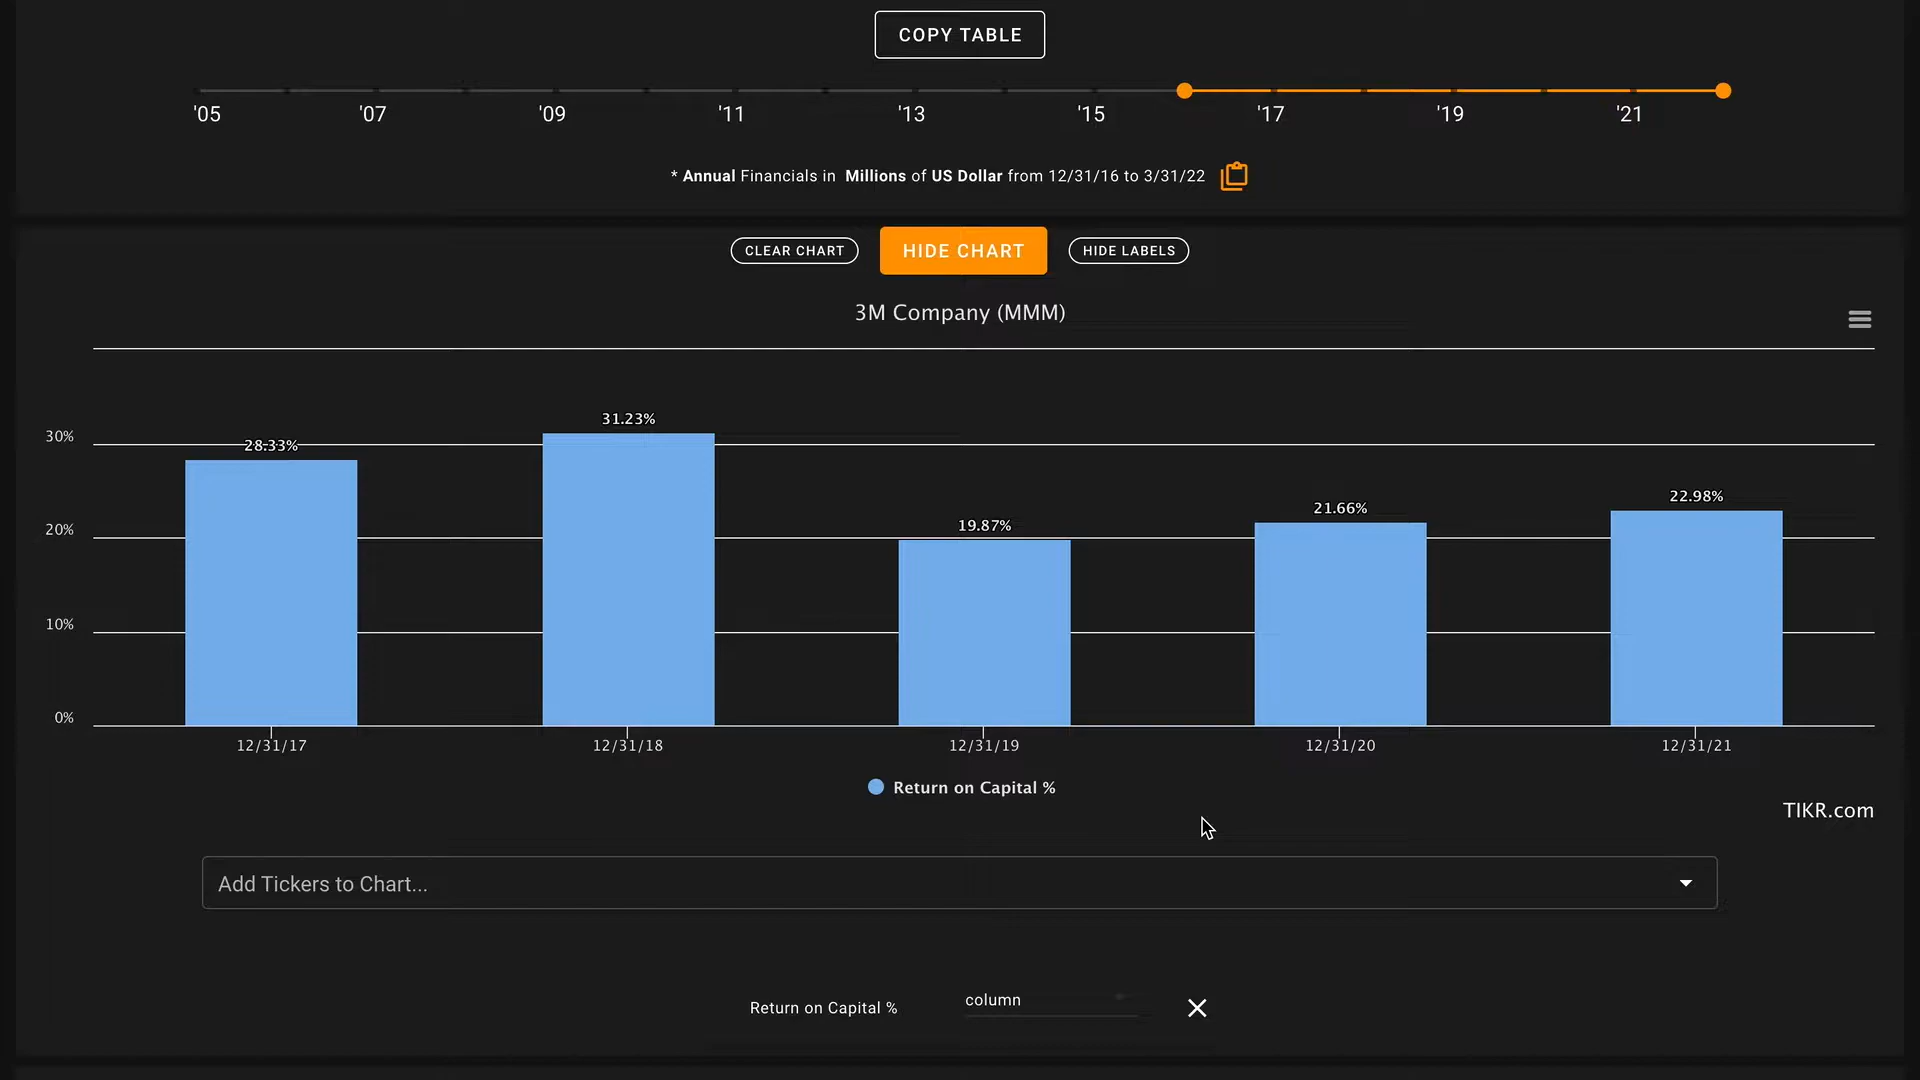 COPY TABLE
'05 '07 '09 '11 '13 '15 '17 '19 '21
* Annual Financials in Millions of US Dollar from 12/31/16 to 3/31/22
CLEAR CHART HIDE CHART HIDE LABELS
3M Company (MMM)
30%
20%
10%
0%
28.33% 31.23% 19.87% 21.66% 22.98%
12/31/17 12/31/18 12/31/19 12/31/20 12/31/21
Return on Capital %
TIKR.com
Add Tickers to Chart...
Return on Capital % column